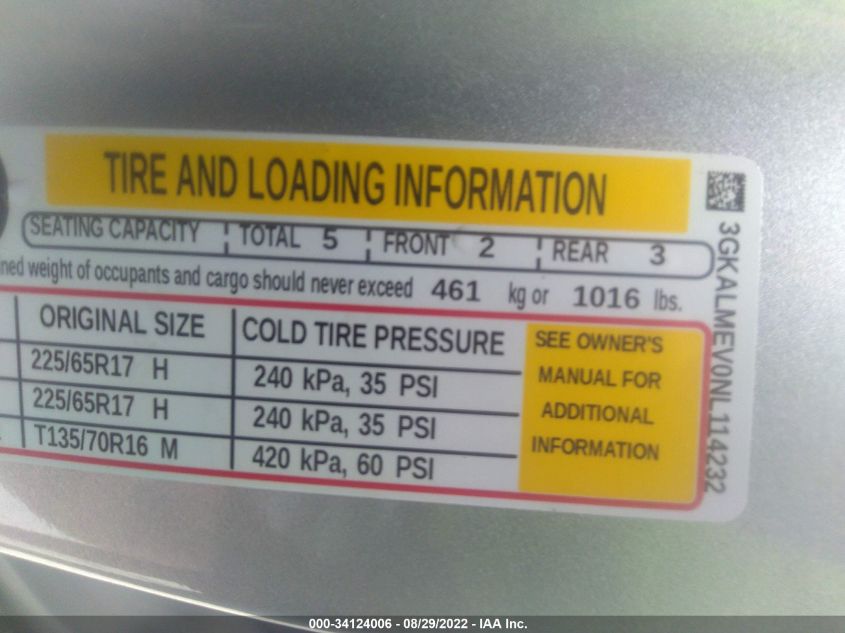 TIRE AND LOADING INFORMATION
SEATING CAPACITY TOTAL 5 FRONT 2 REAR 3
weight of occupants and cargo should never exceed 461 kg or 1016 lbs.
ORIGINAL SIZE COLD TIRE PRESSURE
225/65R17 H 240 kPa, 35 PSI
225/65R17 H 240 kPa, 35 PSI
T135/70R16 M 420 kPa, 60 PSI
SEE OWNER'S
MANUAL FOR
ADDITIONAL
INFORMATION
3GKALMEV0NL114232
000-34124006 - 08/29/2022 - IAA Inc.